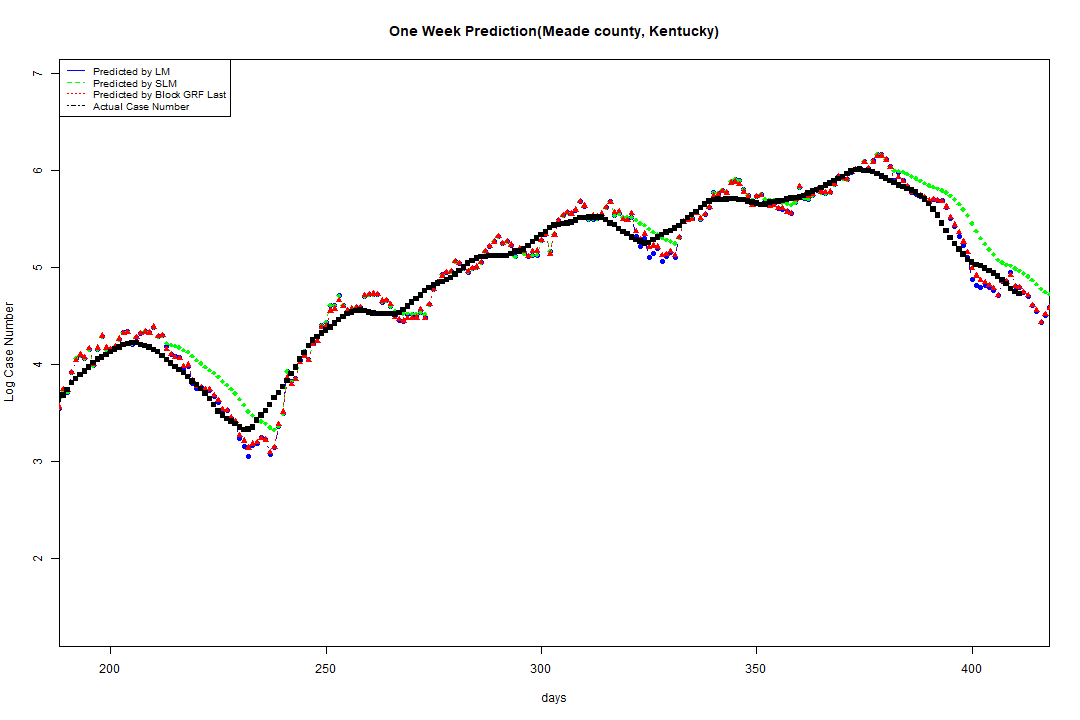 One Week Prediction(Meade county, Kentucky)
Predicted by LM
Predicted by SLM
Predicted by Block GRF Last
Actual Case Number
7
6
5
4
3
2
Log Case Number
200 250 300 350 400
days